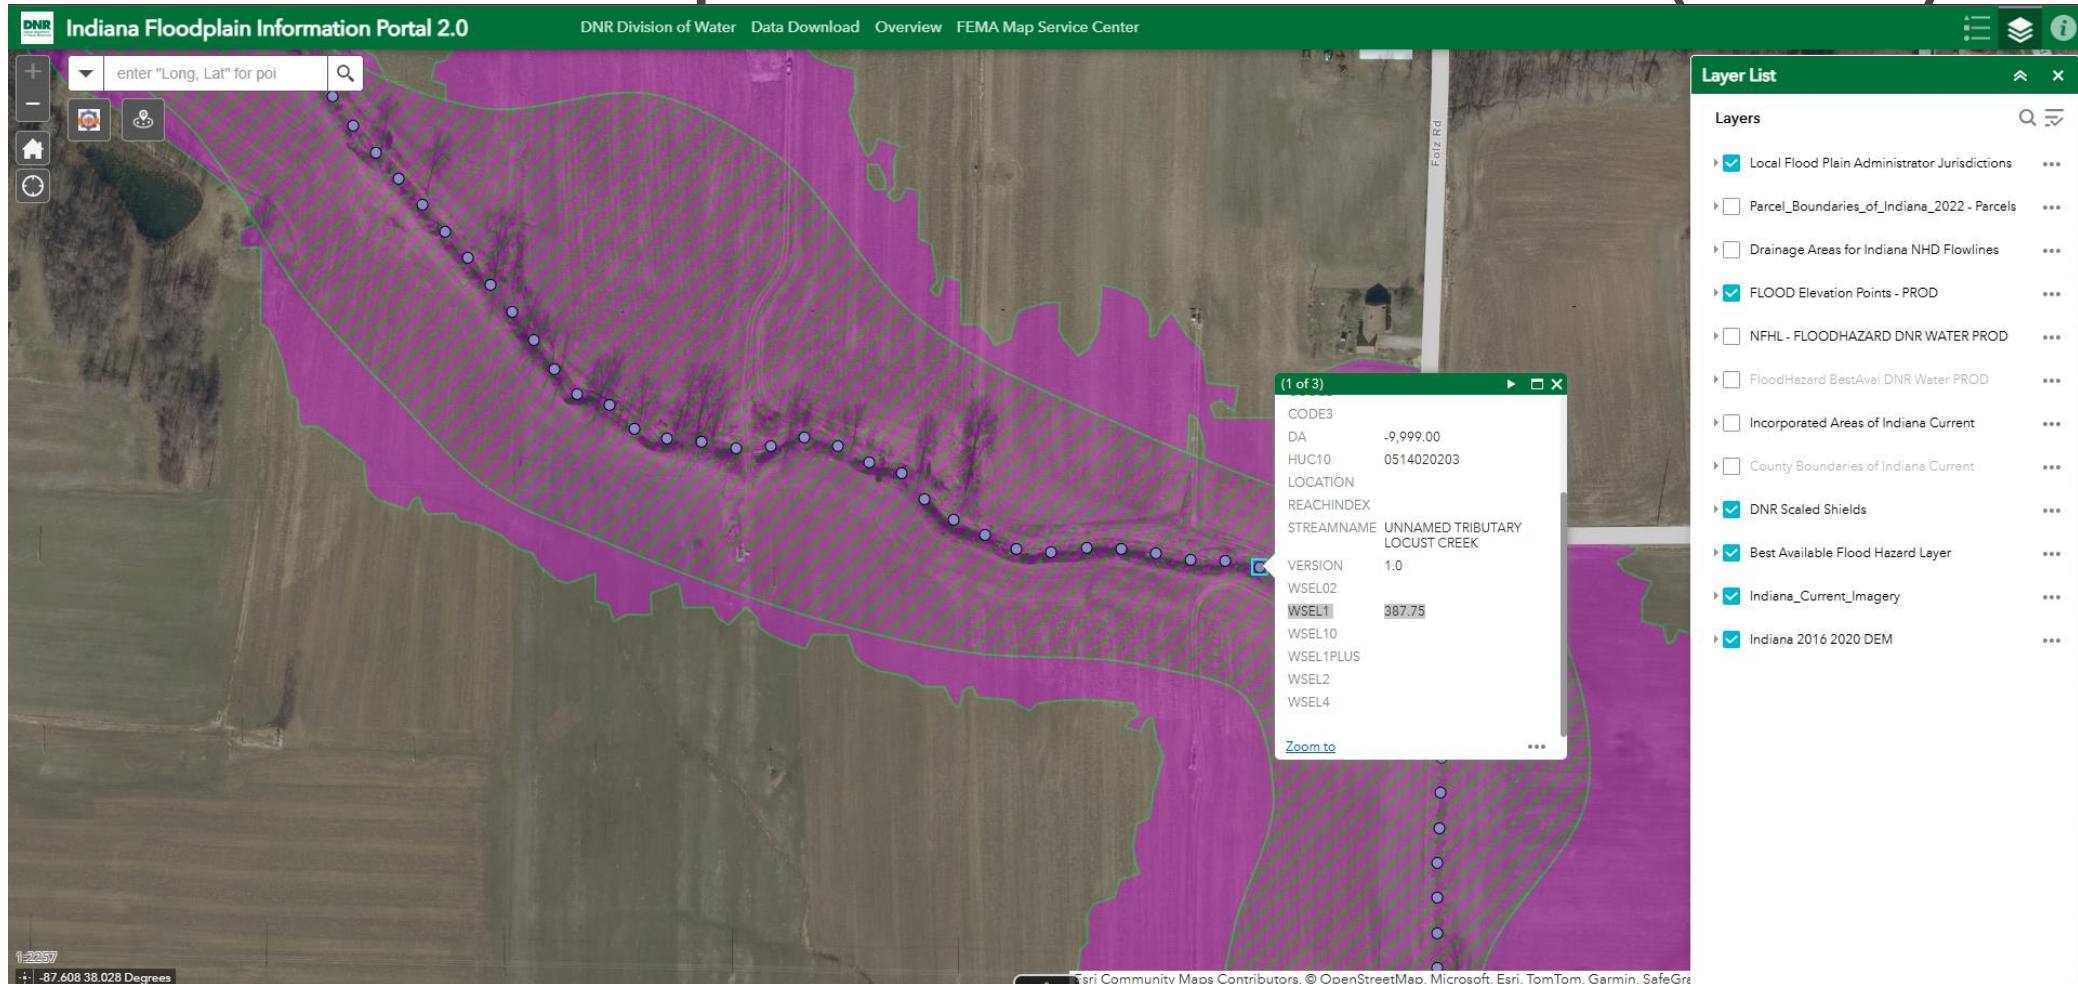 DNR
Indiana Floodplain Information Portal 2.0
DNR Division of Water Data Download Overview FEMA Map Service Center
enter "Long, Lat" for poi
Folz Rd
(1 of 3)
CODE3
DA -9,999.00
HUC10 0514020203
LOCATION
REACHINDEX
STREAMNAME UNNAMED TRIBUTARY
LOCUST CREEK
VERSION 1.0
WSEL02
WSEL1 387.75
WSEL10
WSEL1PLUS
WSEL2
WSEL4
Zoom to
Layer List
Layers
Local Flood Plain Administrator Jurisdictions
Parcel_Boundaries_of_Indiana_2022 - Parcels
Drainage Areas for Indiana NHD Flowlines
FLOOD Elevation Points - PROD
NFHL - FLOODHAZARD DNR WATER PROD
FloodHazard BestAvai DNR Water PROD
Incorporated Areas of Indiana Current
County Boundaries of Indiana Current
DNR Scaled Shields
Best Available Flood Hazard Layer
Indiana_Current_Imagery
Indiana 2016 2020 DEM
1:2257
-87.608 38.028 Degrees
Esri Community Maps Contributors, © OpenStreetMap, Microsoft, Esri, TomTom, Garmin, SafeGra